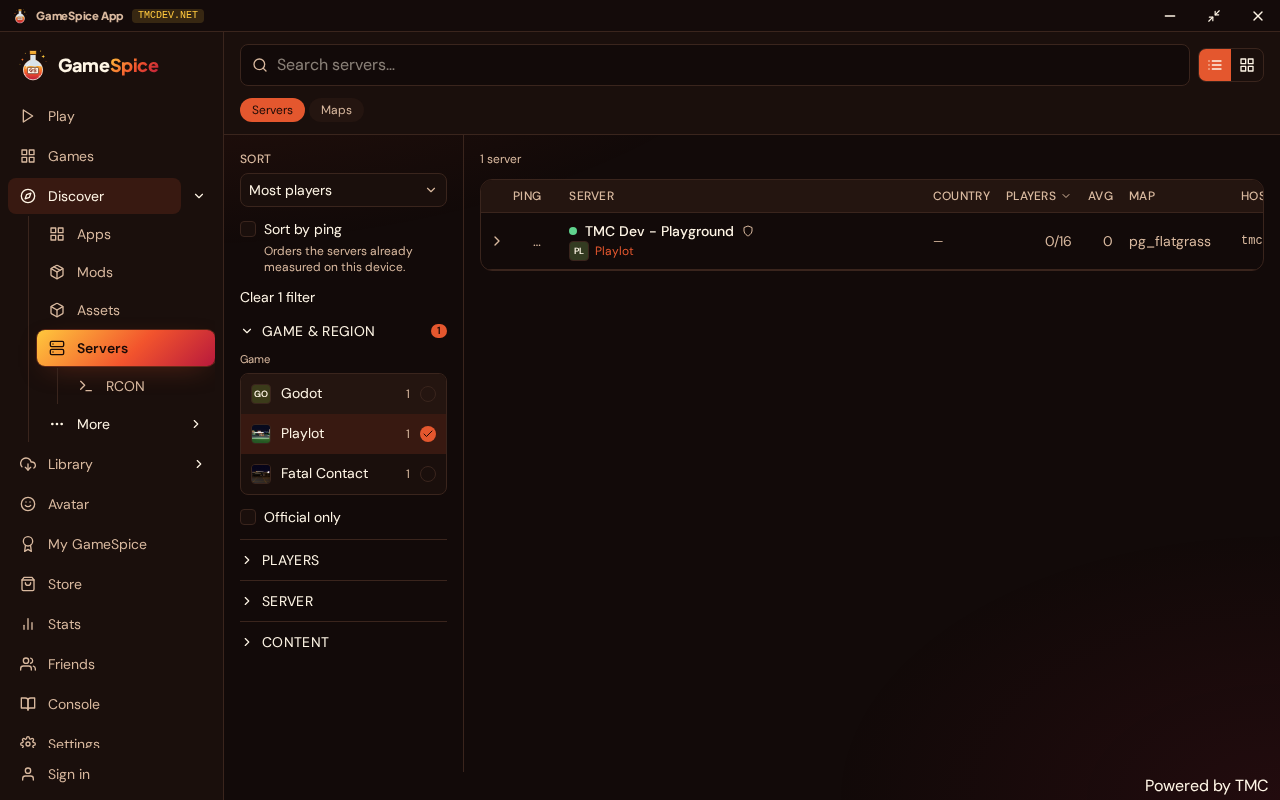 GameSpice App TMCDEV.NET
GameSpice
Play
Games
Discover
Apps
Mods
Assets
Servers
RCON
More
Library
Avatar
My GameSpice
Store
Stats
Friends
Console
Settings
Sign in
Search servers...
Servers Maps
SORT
Most players
Sort by ping
Orders the servers already
measured on this device.
Clear 1 filter
GAME & REGION 1
Game
GO Godot 1
Playlot 1
Fatal Contact 1
Official only
PLAYERS
SERVER
CONTENT
1 server
PING SERVER COUNTRY PLAYERS AVG MAP HOS
... TMC Dev - Playground — 0/16 0 pg_flatgrass tmc
PL Playlot
Powered by TMC